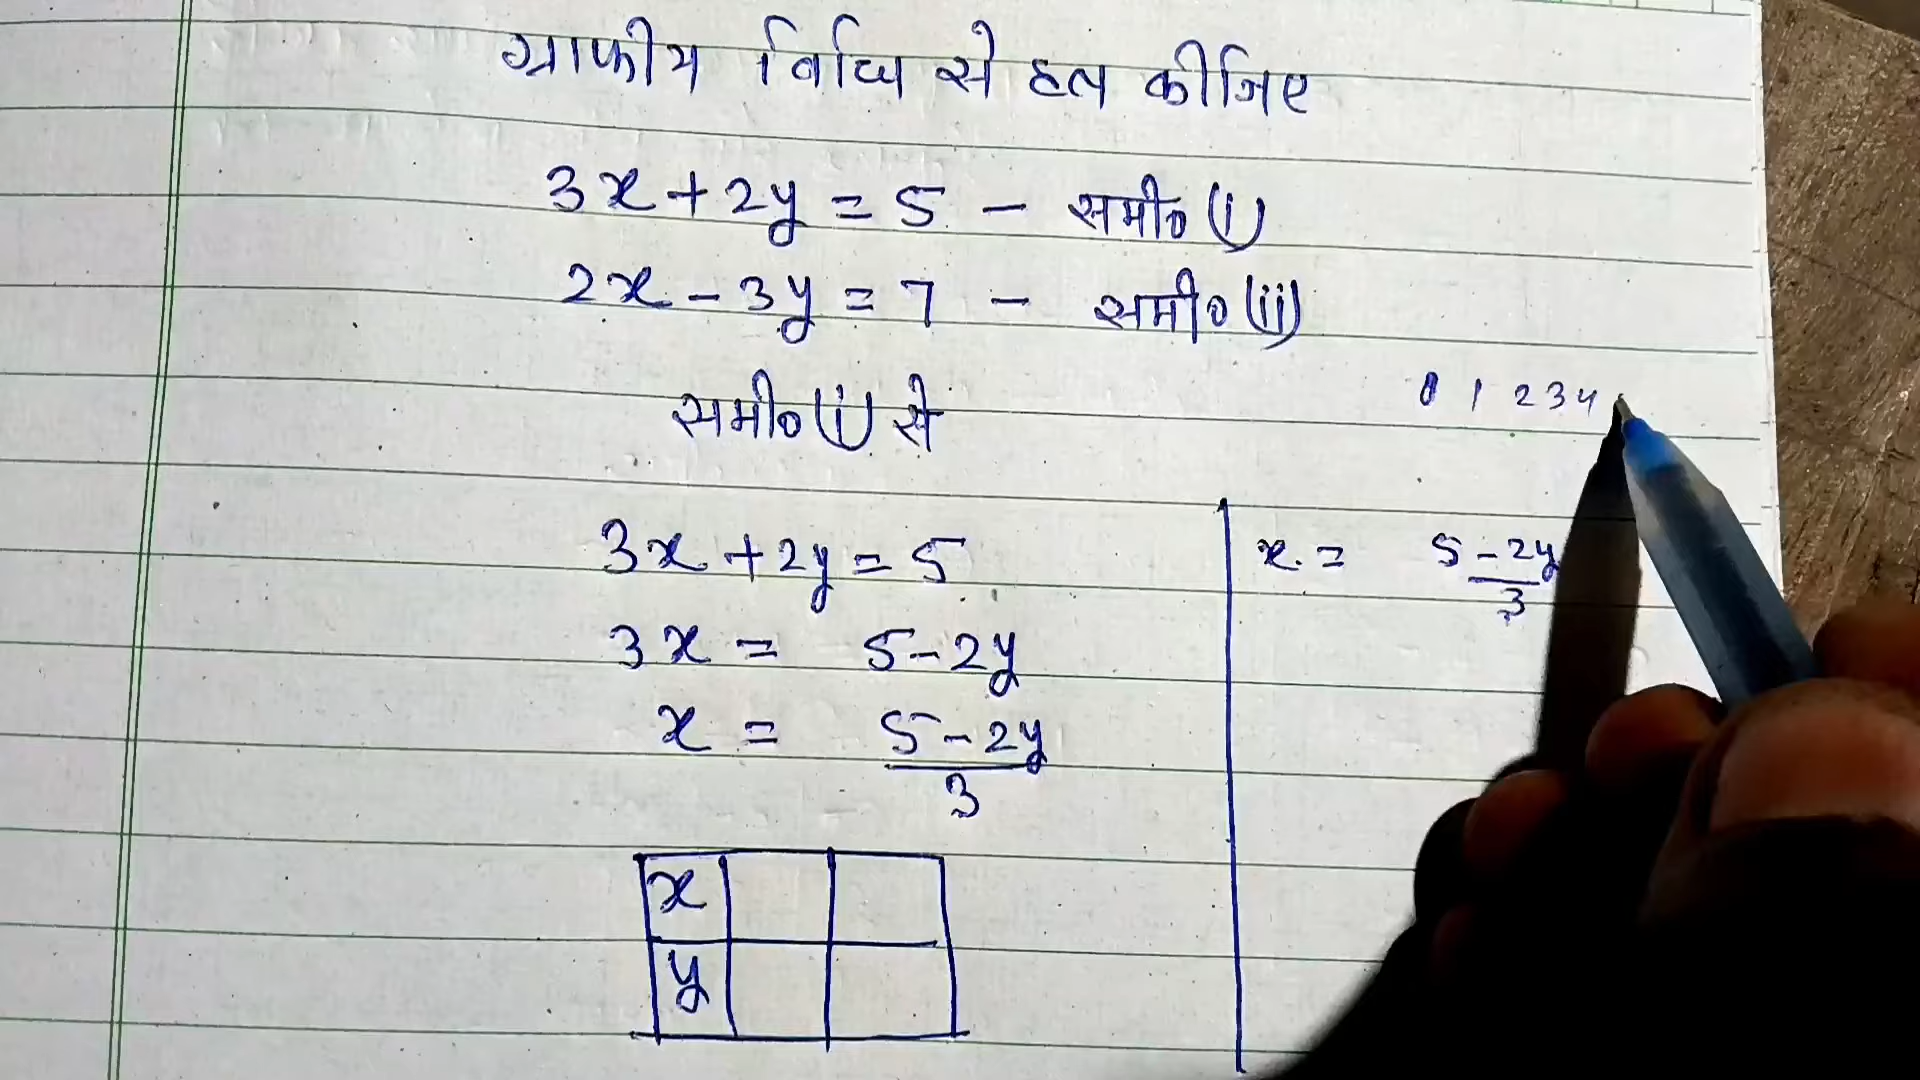 ग्राफीय विधि से हल कीजिए
3x + 2y = 5 - समी० (i)
2x - 3y = 7 - समी० (ii)
समी० (i) से
0 1 2 3 4
3x + 2y = 5
3x = 5 - 2y
x = 5 - 2y
3
x
y
x = 5 - 2y
3